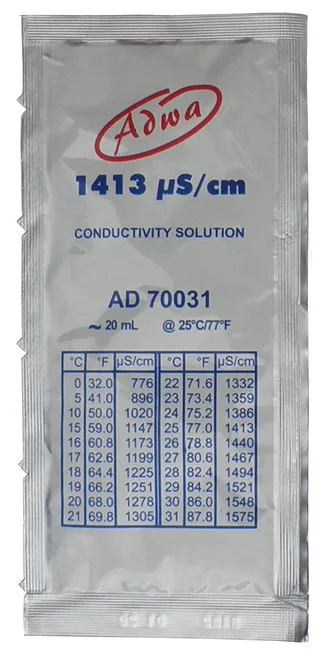 Adwa
1413 µS/cm
CONDUCTIVITY SOLUTION
AD 70031
~ 20 mL @ 25°C/77°F
°C °F µS/cm °C °F µS/cm
0 32.0 776 22 71.6 1332
5 41.0 896 23 73.4 1359
10 50.0 1020 24 75.2 1386
15 59.0 1147 25 77.0 1413
16 60.8 1173 26 78.8 1440
17 62.6 1199 27 80.6 1467
18 64.4 1225 28 82.4 1494
19 66.2 1251 29 84.2 1521
20 68.0 1278 30 86.0 1548
21 69.8 1305 31 87.8 1575